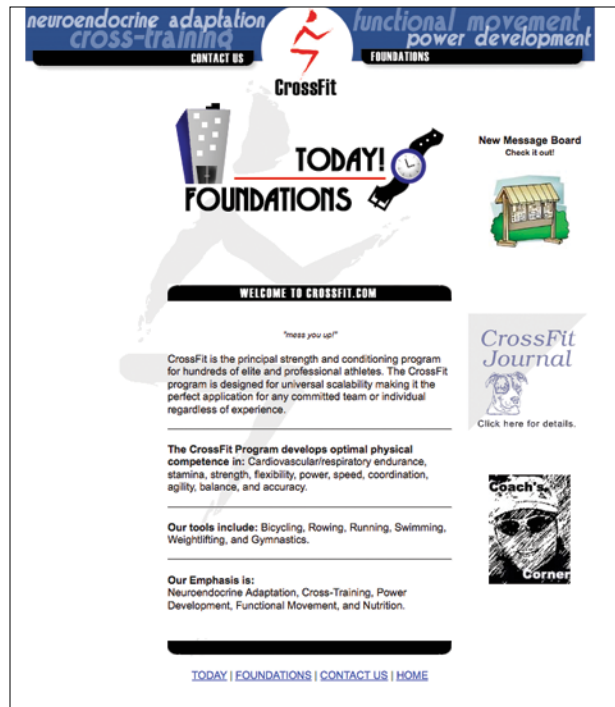 neuroendocrine adaptation
cross-training
functional movement
power development
CONTACT US
FOUNDATIONS
CrossFit
TODAY!
FOUNDATIONS
New Message Board
Check it out!
WELCOME TO CROSSFIT.COM
"mess you up!"
CrossFit is the principal strength and conditioning program
for hundreds of elite and professional athletes. The CrossFit
program is designed for universal scalability making it the
perfect application for any committed team or individual
regardless of experience.
CrossFit
Journal
Click here for details.
The CrossFit Program develops optimal physical
competence in: Cardiovascular/respiratory endurance,
stamina, strength, flexibility, power, speed, coordination,
agility, balance, and accuracy.
Coach's
Corner
Our tools include: Bicycling, Rowing, Running, Swimming,
Weightlifting, and Gymnastics.
Our Emphasis is:
Neuroendocrine Adaptation, Cross-Training, Power
Development, Functional Movement, and Nutrition.
TODAY | FOUNDATIONS | CONTACT US | HOME